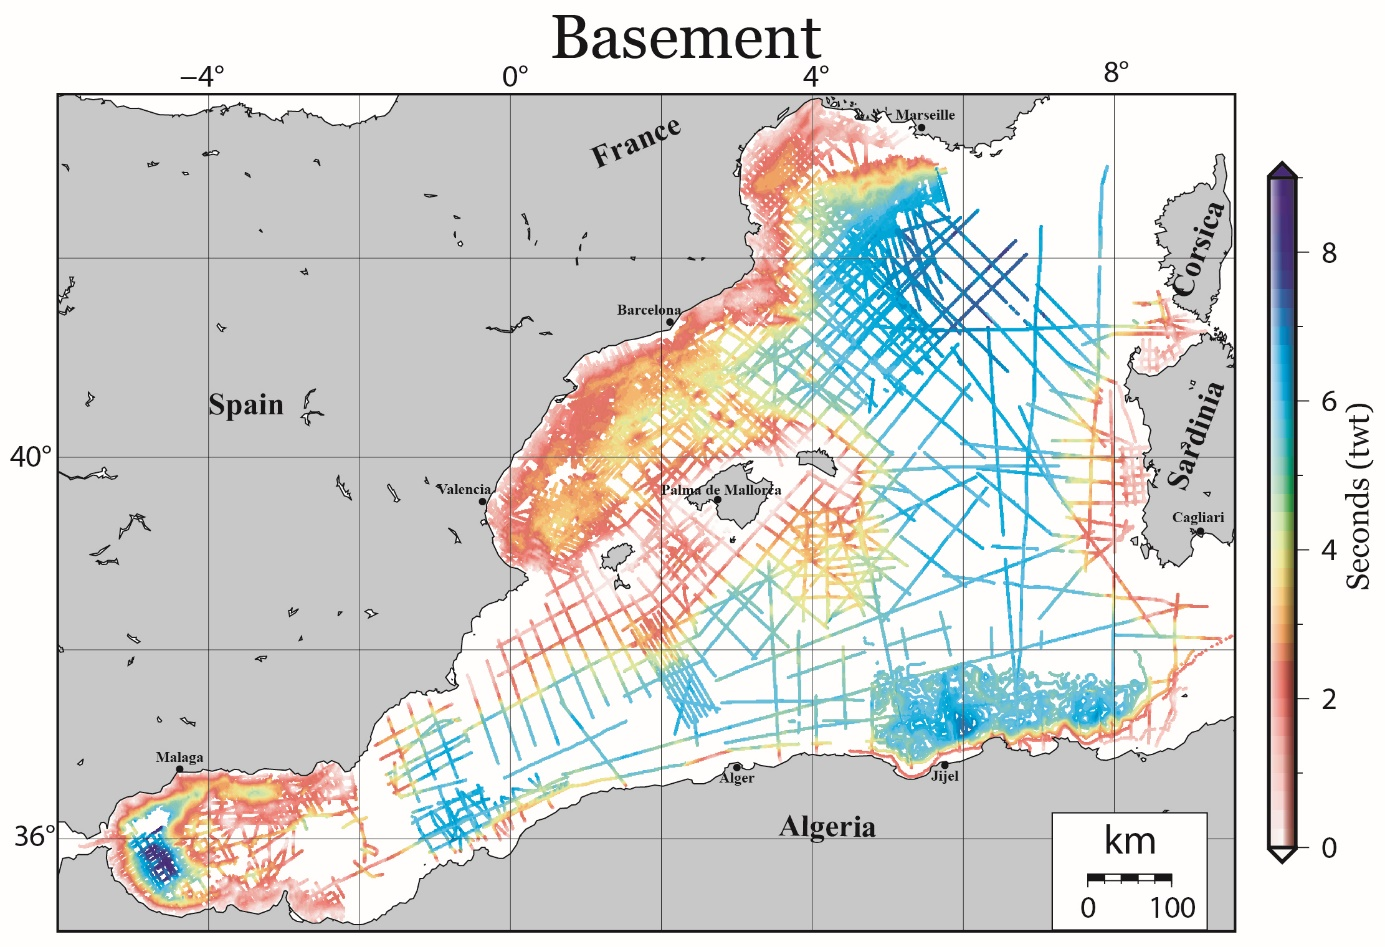 Basement
−4° 0° 4° 8°
Marseille
France
Corsica
8
Barcelona
6
Spain
Sardinia
Seconds (twt)
40°
Valencia
Palma de Mallorca
Cagliari
4
2
Malaga
Alger
Jijel
36°
Algeria
km
0 100
0